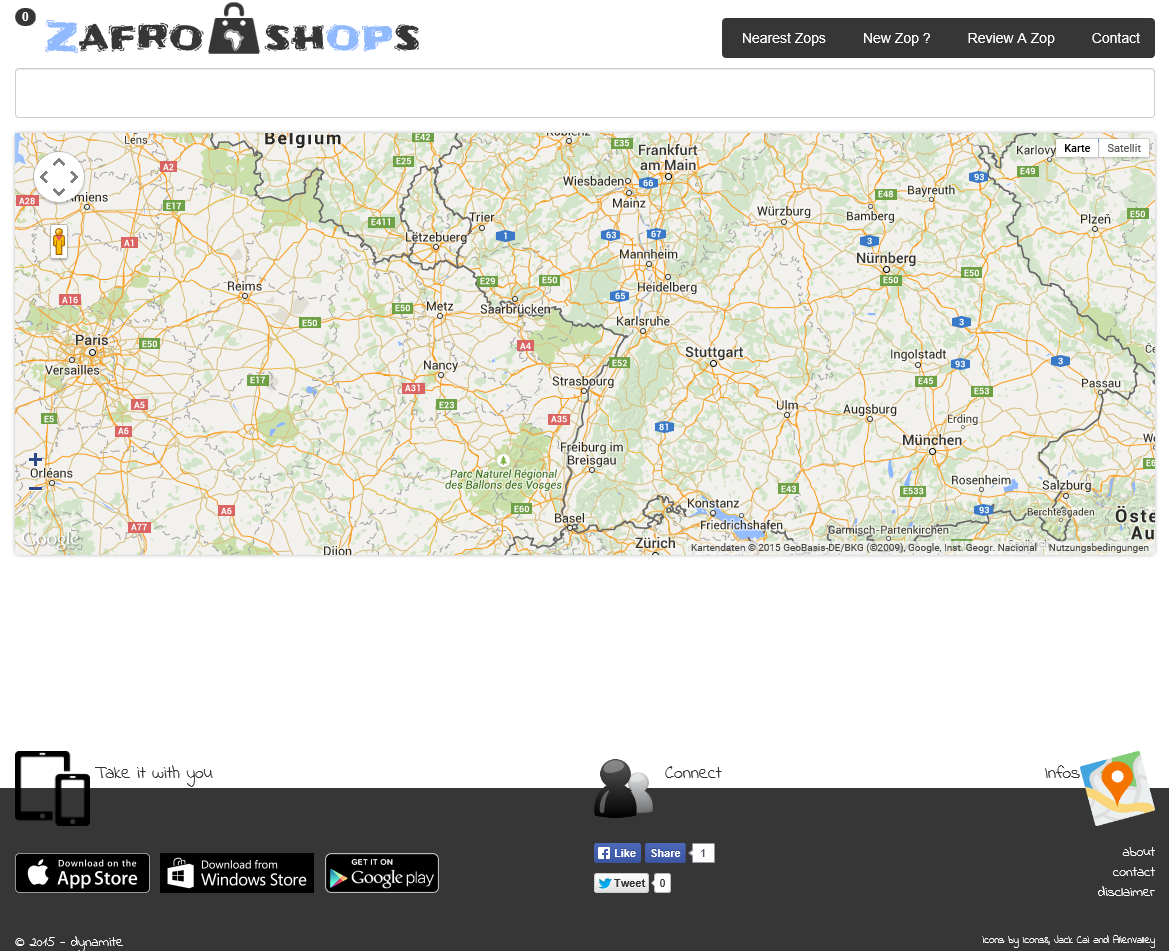 0
ZAFRO SHOPS
Nearest Zops New Zop ? Review A Zop Contact
Belgium
Lens
E42
Koblenz
E35
Frankfurt
am Main
Karlovy
Karte Satellit
A2
E25
Wiesbaden
66
93
E49
Amiens
A28
E17
Mainz
E48
Bayreuth
E411
Trier
Würzburg
Bamberg
Plzeň
E50
A1
Lëtzebuerg
1
63
67
3
Mannheim
Nürnberg
Reims
E29
E50
Heidelberg
E50
E50
A16
65
Metz
E50
Saarbrücken
E50
Karlsruhe
3
Paris
E50
A4
Stuttgart
Ingolstadt
93
3
Versailles
Nancy
E52
E17
A31
Strasbourg
E45
E53
Passau
A5
E23
Ulm
Augsburg
E5
A6
A35
81
Erding
München
Freiburg im
Breisgau
Orléans
Parc Naturel Régional
des Ballons des Vosges
E43
E533
Rosenheim
Salzburg
E60
Konstanz
93
Berchtesgaden
A6
Basel
Friedrichshafen
Garmisch-Partenkirchen
Öste
Au
A77
Google
Dijon
Zürich
Kartendaten © 2015 GeoBasis-DE/BKG (©2009), Google, Inst. Geogr. Nacional Nutzungsbedingungen
Take it with you
Connect
Infos
Download on the
App Store
Download from
Windows Store
GET IT ON
Google play
Like Share 1
Tweet 0
about
contact
disclaimer
© 2015 - dynamite
Icons by Icons8, Jack Cai and AlienValley